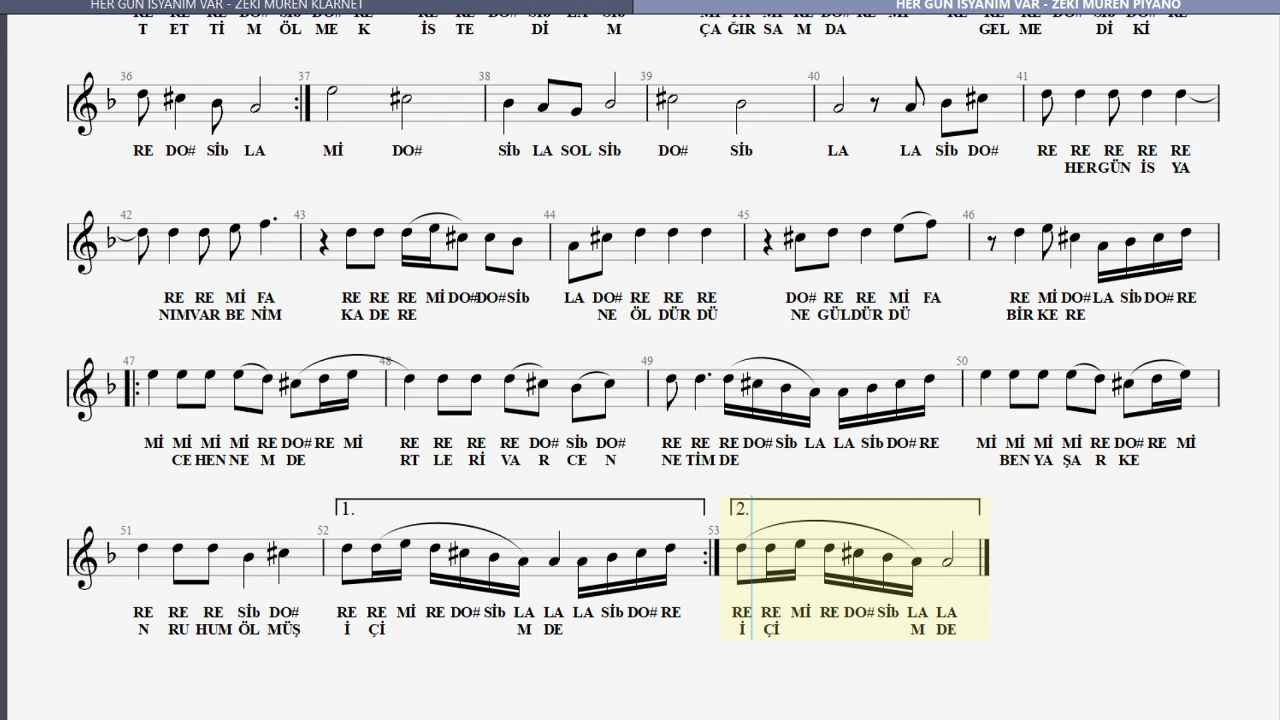 HER GÜN İSYANIM VAR - ZEKİ MÜREN KLARNET HER GÜN İSYANIM VAR - ZEKİ MÜREN PİYANO
T ET Tİ M ÖL ME K İS TE Dİ M ÇA ĞIR SA M DA GEL ME Dİ Kİ
36 37 38 39 40 41
RE DO# Sİb LA Mİ DO# Sİb LA SOL Sİb DO# Sİb LA LA Sİb DO# RE RE RE RE RE
HER GÜN İS YA
42 43 44 45 46
RE RE Mİ FA RE RE RE Mİ DO# DO# Sİb LA DO# RE RE RE DO# RE RE Mİ FA RE Mİ DO# LA Sİb DO# RE
NIM VAR BE NİM KA DE RE NE ÖL DÜR DÜ NE GÜL DÜR DÜ BİR KE RE
47 48 49 50
Mİ Mİ Mİ Mİ RE DO# RE Mİ RE RE RE RE DO# Sİb DO# RE RE RE DO# Sİb LA LA Sİb DO# RE Mİ Mİ Mİ Mİ RE DO# RE Mİ
CE HEN NE M DE RT LE Rİ VA R CE N NE TİM DE BEN YA ŞA R KE
1. 2.
51 52 53
RE RE RE Sİb DO# RE RE Mİ RE DO# Sİb LA LA LA Sİb DO# RE RE RE Mİ RE DO# Sİb LA LA
N RU HUM ÖL MÜŞ İ Çİ M DE İ Çİ M DE